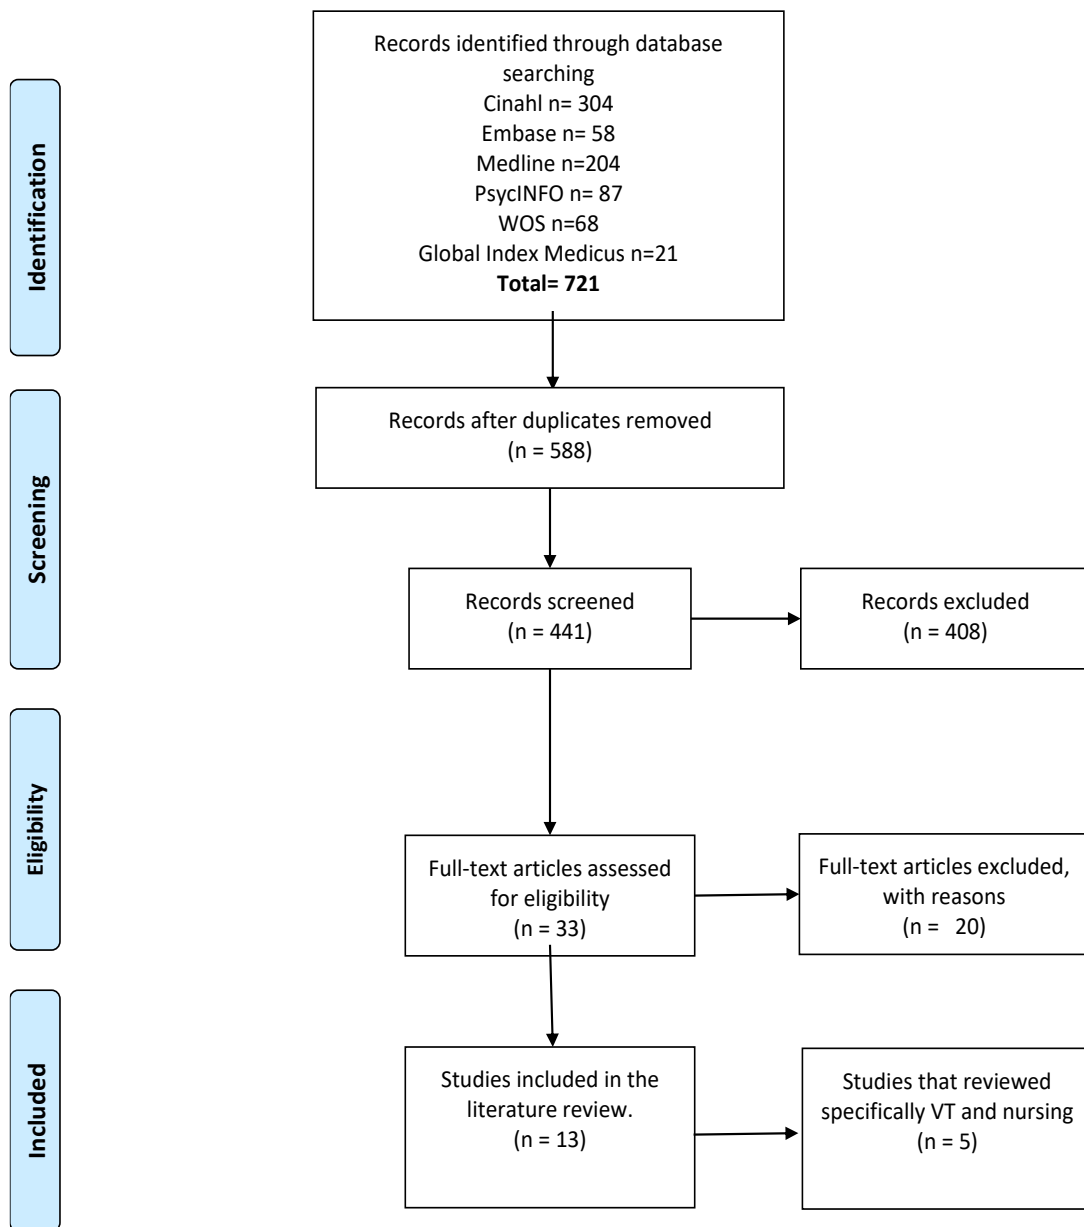 Records identified through database
searching
Cinahl n= 304
Embase n= 58
Medline n=204
PsycINFO n= 87
WOS n=68
Global Index Medicus n=21
Total= 721
Identification
Records after duplicates removed
(n = 588)
Screening
Records screened
(n = 441)
Records excluded
(n = 408)
Eligibility
Full-text articles assessed
for eligibility
(n = 33)
Full-text articles excluded,
with reasons
(n =   20)
Included
Studies included in the
literature review.
(n = 13)
Studies that reviewed
specifically VT and nursing
(n = 5)